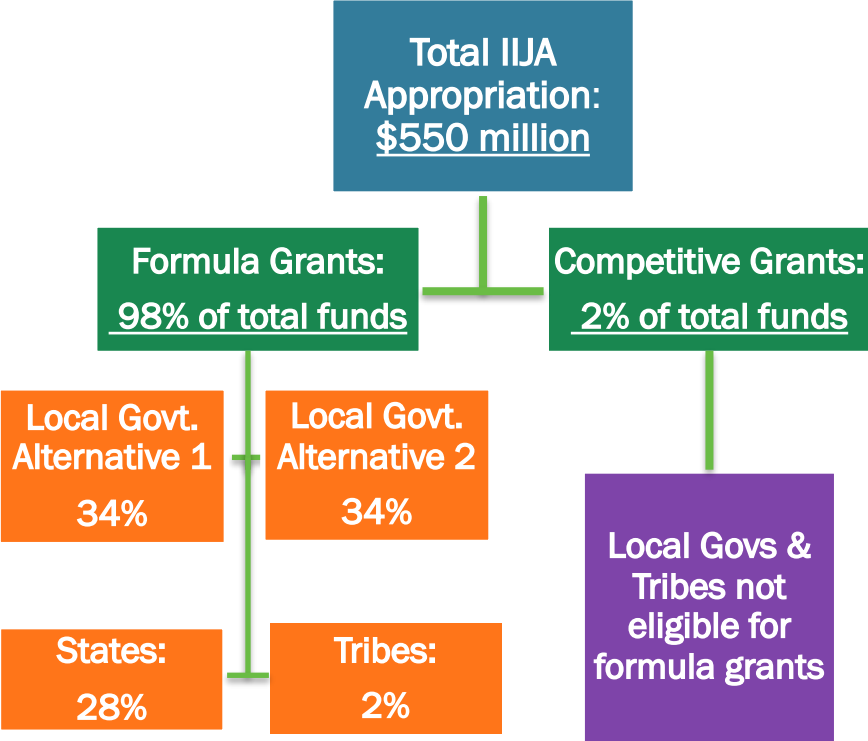 Total IIJA
Appropriation:
$550 million
Formula Grants:
98% of total funds
Competitive Grants:
2% of total funds
Local Govt.
Alternative 1
34%
Local Govt.
Alternative 2
34%
States:
28%
Tribes:
2%
Local Govs &
Tribes not
eligible for
formula grants